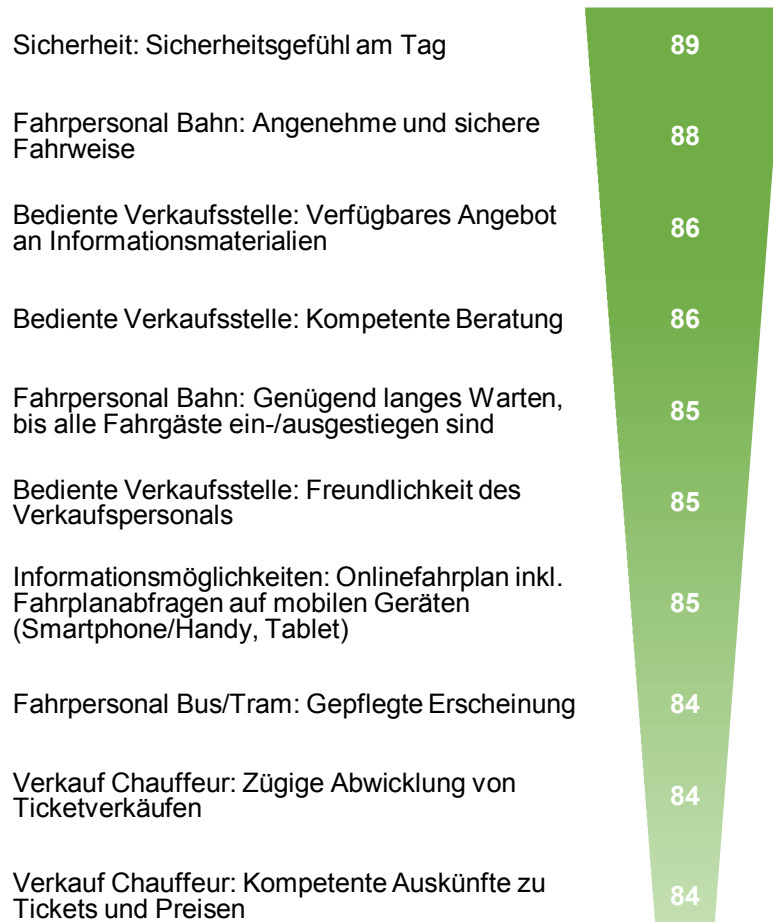 Sicherheit: Sicherheitsgefühl am Tag
89
Fahrpersonal Bahn: Angenehme und sichere
Fahrweise
88
Bediente Verkaufsstelle: Verfügbares Angebot
an Informationsmaterialien
86
Bediente Verkaufsstelle: Kompetente Beratung
86
Fahrpersonal Bahn: Genügend langes Warten,
bis alle Fahrgäste ein-/ausgestiegen sind
85
Bediente Verkaufsstelle: Freundlichkeit des
Verkaufspersonals
85
Informationsmöglichkeiten: Onlinefahrplan inkl.
Fahrplanabfragen auf mobilen Geräten
(Smartphone/Handy, Tablet)
85
Fahrpersonal Bus/Tram: Gepflegte Erscheinung
84
Verkauf Chauffeur: Zügige Abwicklung von
Ticketverkäufen
84
Verkauf Chauffeur: Kompetente Auskünfte zu
Tickets und Preisen
84